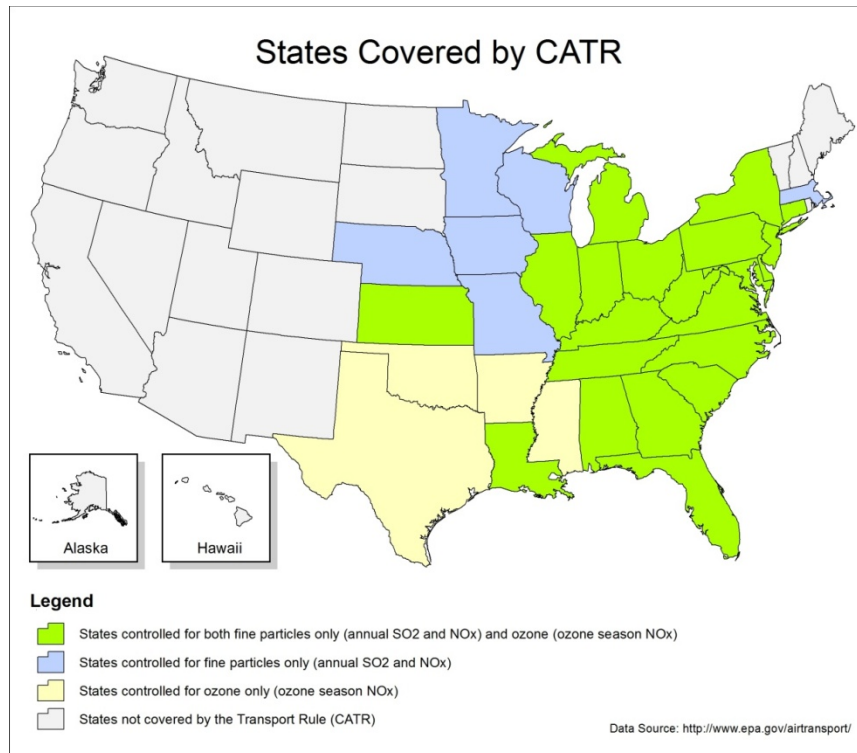 States Covered by CATR
Alaska
Hawaii
Legend
States controlled for both fine particles only (annual SO2 and NOx) and ozone (ozone season NOx)
States controlled for fine particles only (annual SO2 and NOx)
States controlled for ozone only (ozone season NOx)
States not covered by the Transport Rule (CATR)
Data Source: http://www.epa.gov/airtransport/